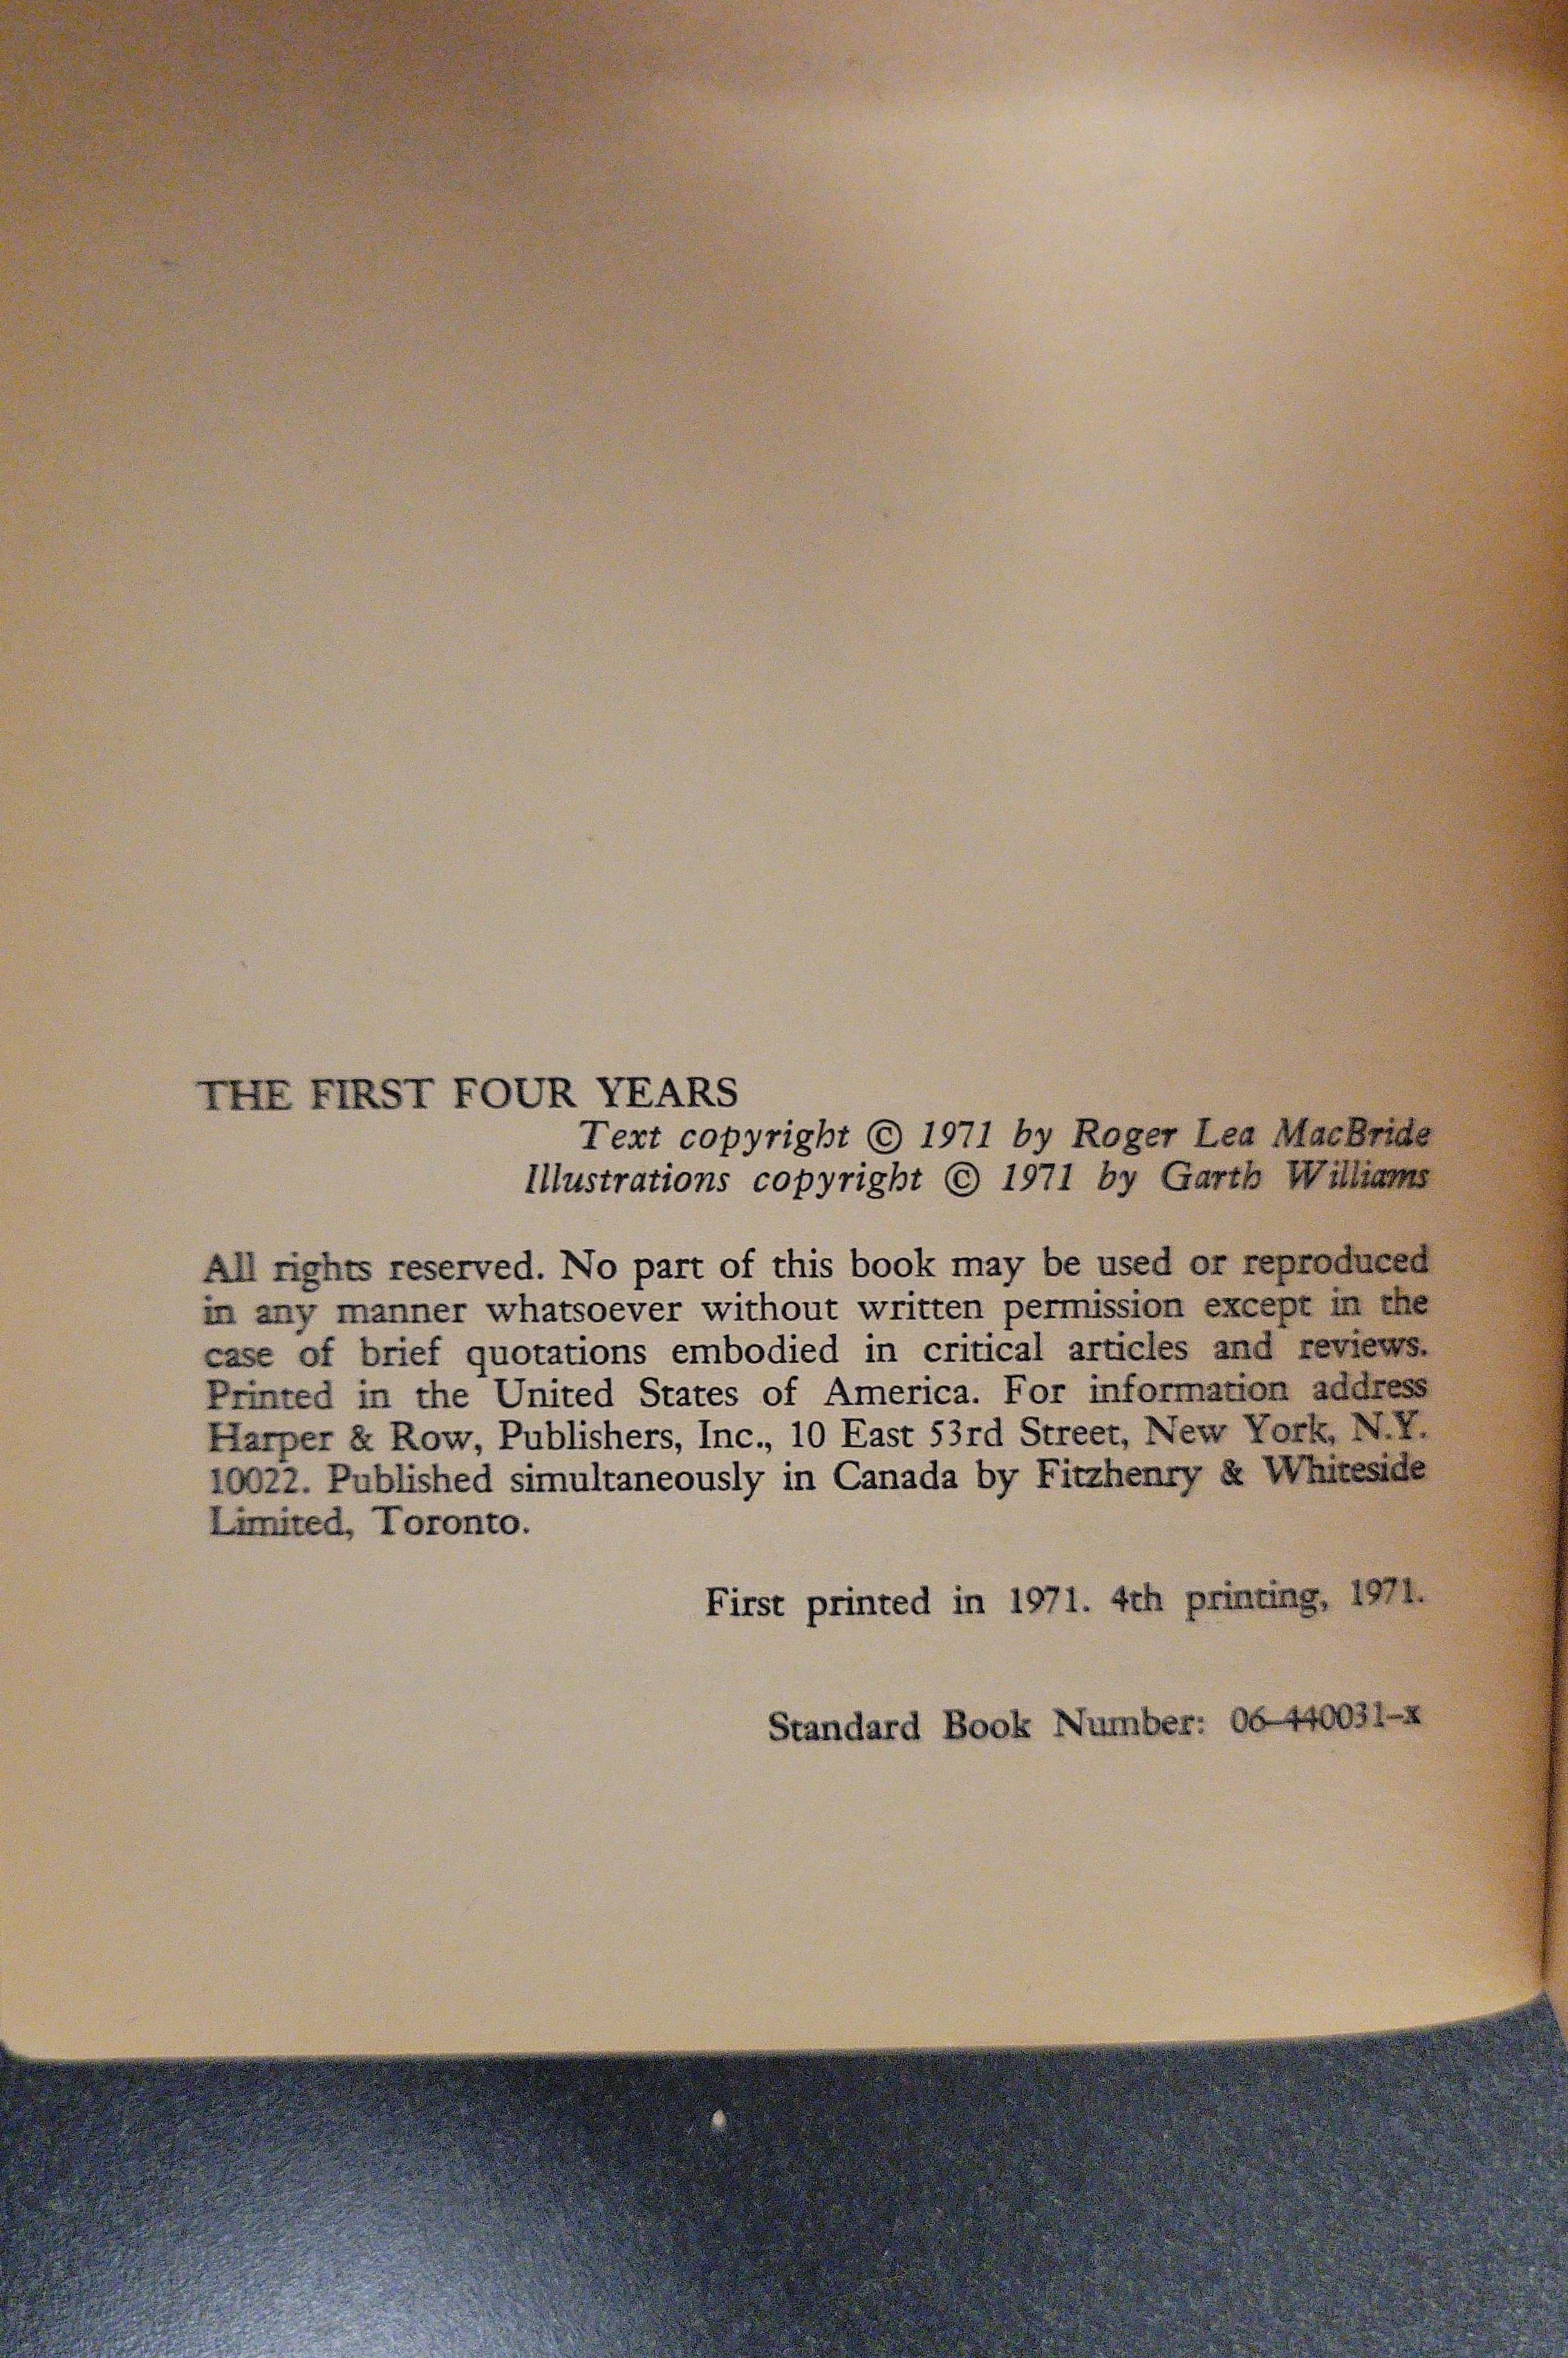 THE FIRST FOUR YEARS
Text copyright © 1971 by Roger Lea MacBride
Illustrations copyright © 1971 by Garth Williams
All rights reserved. No part of this book may be used or reproduced
in any manner whatsoever without written permission except in the
case of brief quotations embodied in critical articles and reviews.
Printed in the United States of America. For information address
Harper & Row, Publishers, Inc., 10 East 53rd Street, New York, N.Y.
10022. Published simultaneously in Canada by Fitzhenry & Whiteside
Limited, Toronto.
First printed in 1971. 4th printing, 1971.
Standard Book Number: 06–440031–x